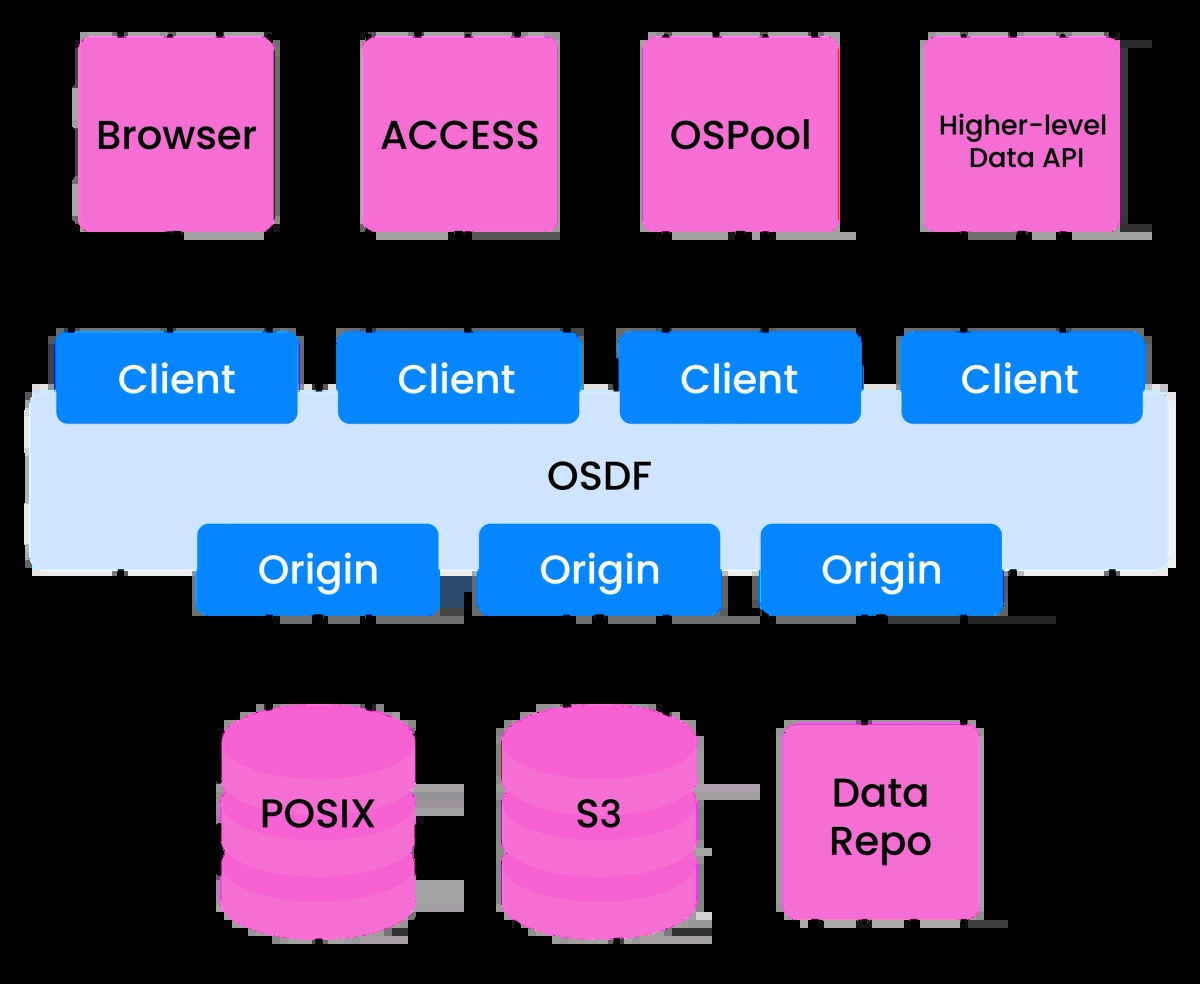 Browser
ACCESS
OSPool
Higher-level
Data API
Client
Client
Client
Client
OSDF
Origin
Origin
Origin
POSIX
S3
Data
Repo